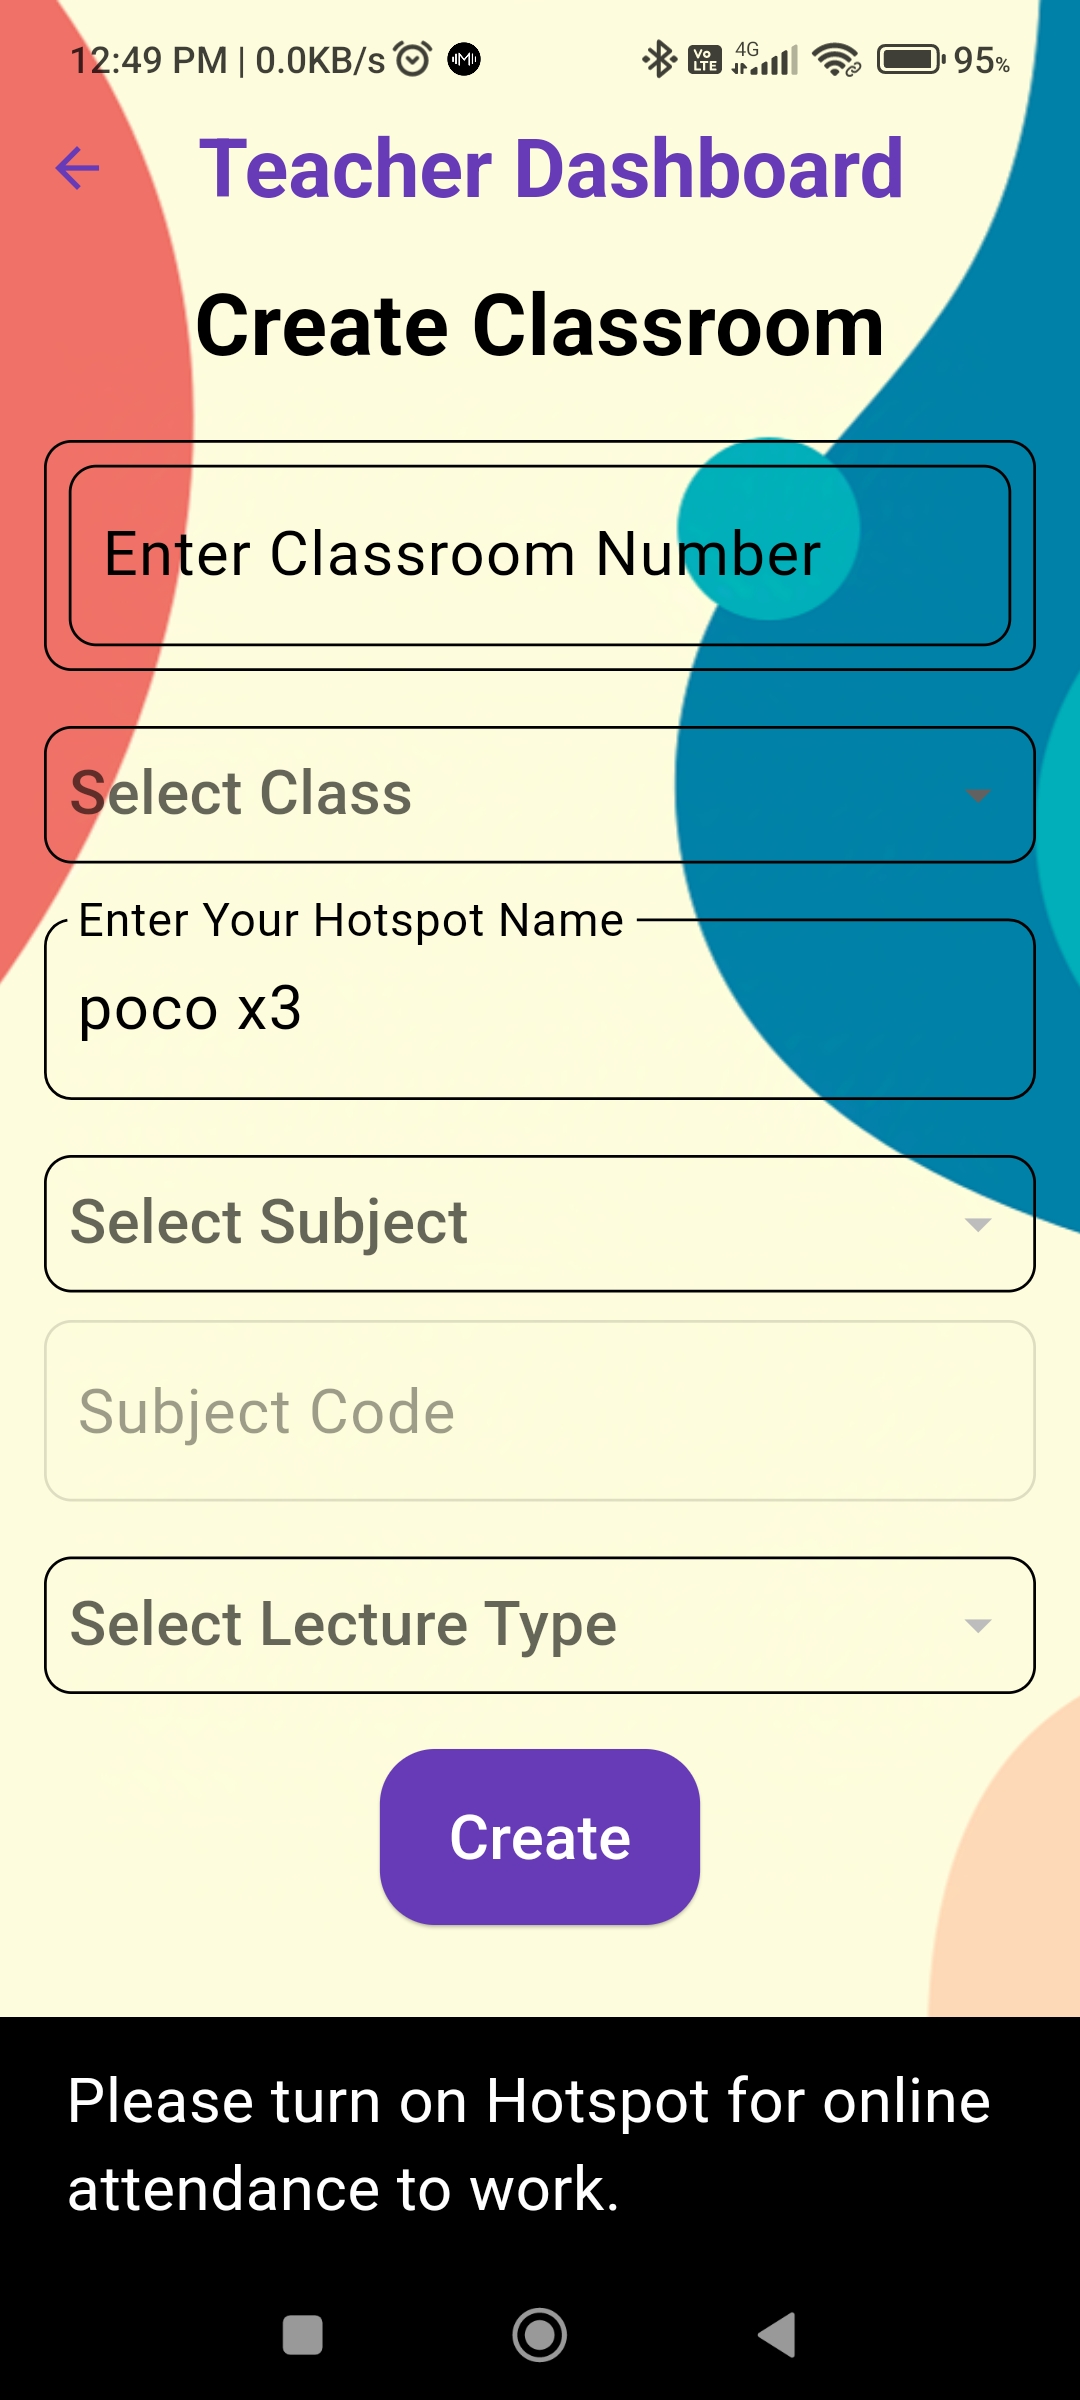 12:49 PM | 0.0KB/s Vo LTE 4G 95%
Teacher Dashboard
Create Classroom
Enter Classroom Number
Select Class
Enter Your Hotspot Name
poco x3
Select Subject
Subject Code
Select Lecture Type
Create
Please turn on Hotspot for online
attendance to work.